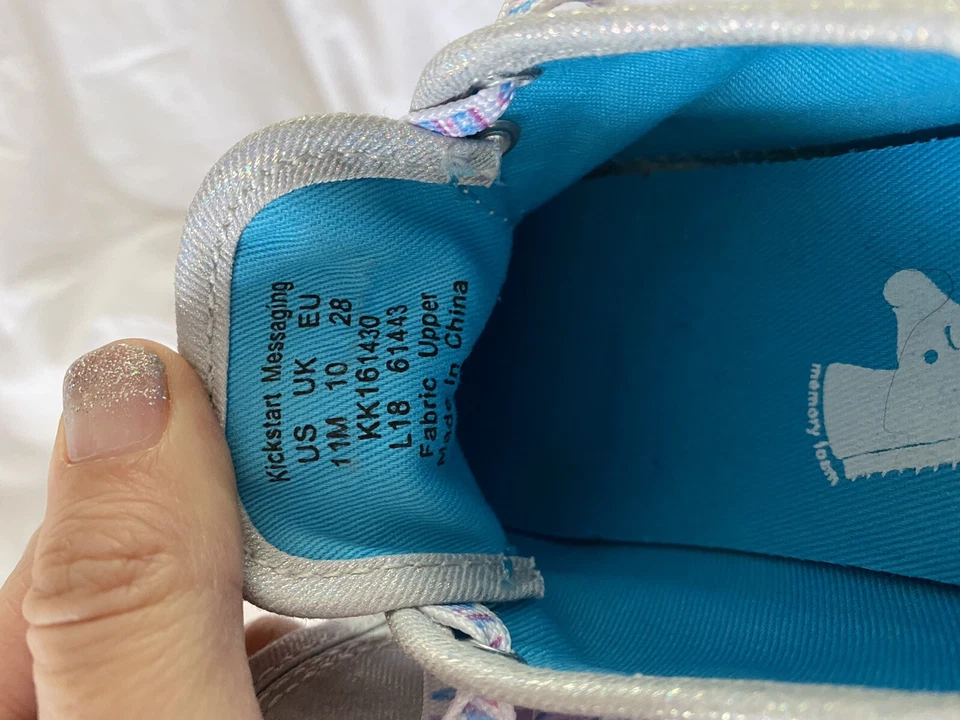 Kickstart Messaging
US UK EU
11M 10 28
KK161430
L18 61443
Fabric Upper
Made in China
memory foam